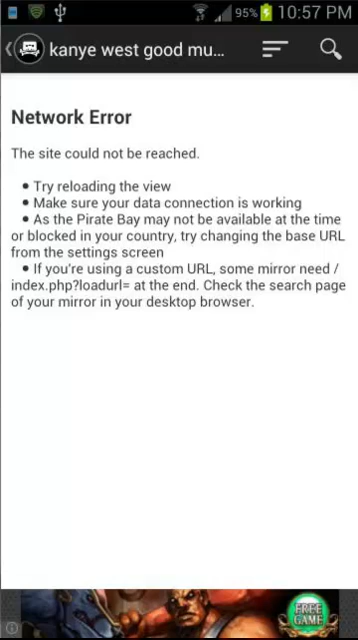 95% 10:57 PM
kanye west good mu...
Network Error
The site could not be reached.
• Try reloading the view
• Make sure your data connection is working
• As the Pirate Bay may not be available at the time
or blocked in your country, try changing the base URL
from the settings screen
• If you're using a custom URL, some mirror need /
index.php?loadurl= at the end. Check the search page
of your mirror in your desktop browser.
FREE
GAME